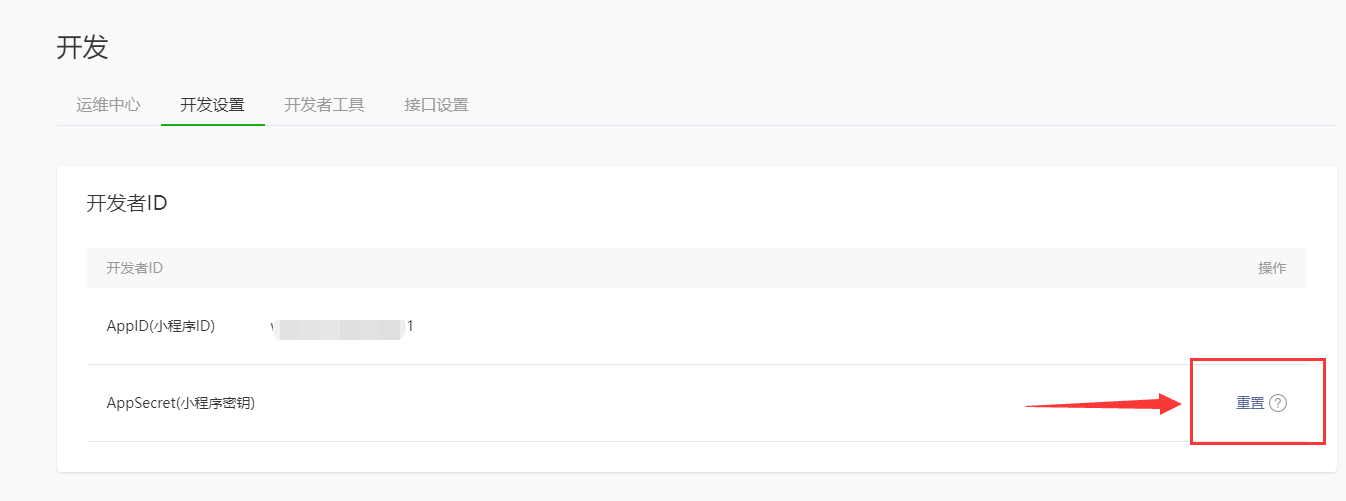 开发
运维中心 开发设置 开发者工具 接口设置
开发者ID
开发者ID 操作
AppID(小程序ID) 1
AppSecret(小程序密钥) 重置 ?